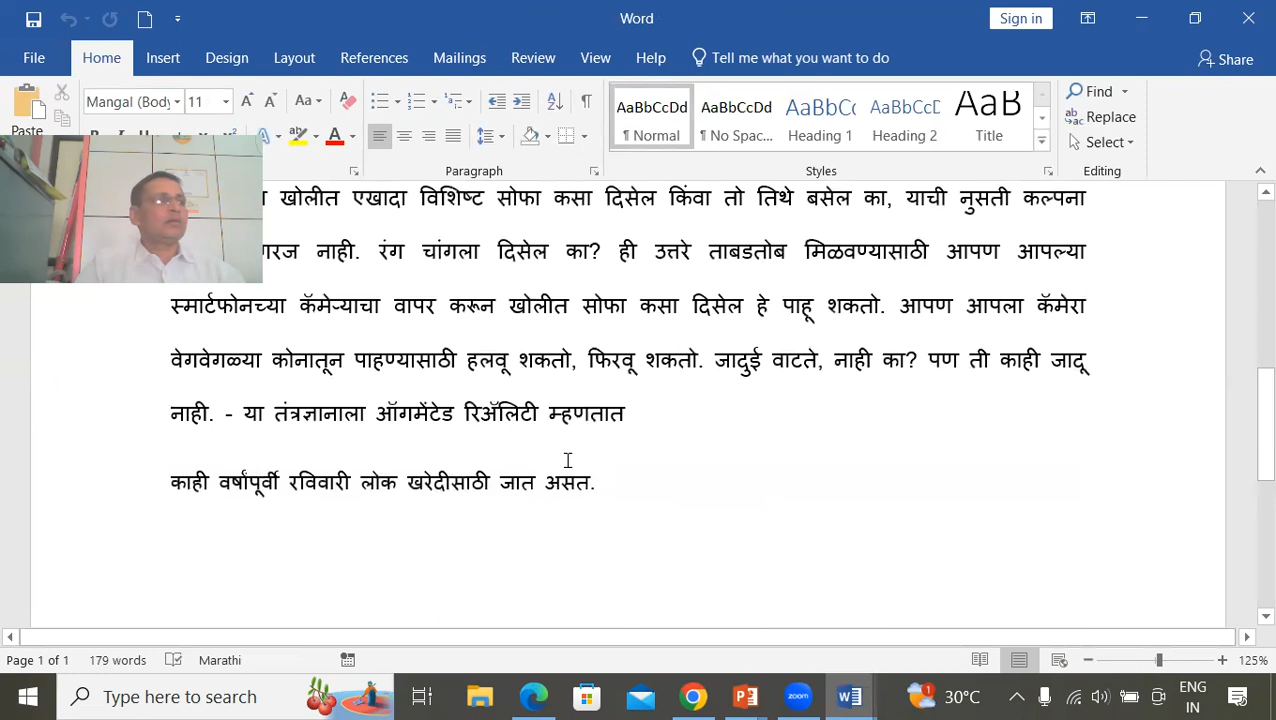 Word
Sign in
File Home Insert Design Layout References Mailings Review View Help Tell me what you want to do Share
Mangal (Body 11 Aa
AaBbCcDd AaBbCcDd AaBbCc AaBbCcD AaB
¶ Normal ¶ No Spac... Heading 1 Heading 2 Title
Find
Replace
Select
Paste
Paragraph Styles Editing
खोलीत एखादा विशिष्ट सोफा कसा दिसेल किंवा तो तिथे बसेल का, याची नुसती कल्पना
गरज नाही. रंग चांगला दिसेल का? ही उत्तरे ताबडतोब मिळवण्यासाठी आपण आपल्या
स्मार्टफोनच्या कॅमेऱ्याचा वापर करून खोलीत सोफा कसा दिसेल हे पाहू शकतो. आपण आपला कॅमेरा
वेगवेगळ्या कोनातून पाहण्यासाठी हलवू शकतो, फिरवू शकतो. जादुई वाटते, नाही का? पण ती काही जादू
नाही. - या तंत्रज्ञानाला ऑगमेंटेड रिअ‍ॅलिटी म्हणतात
काही वर्षांपूर्वी रविवारी लोक खरेदीसाठी जात असत.
Page 1 of 1 179 words Marathi 125%
Type here to search 30°C ENG
IN